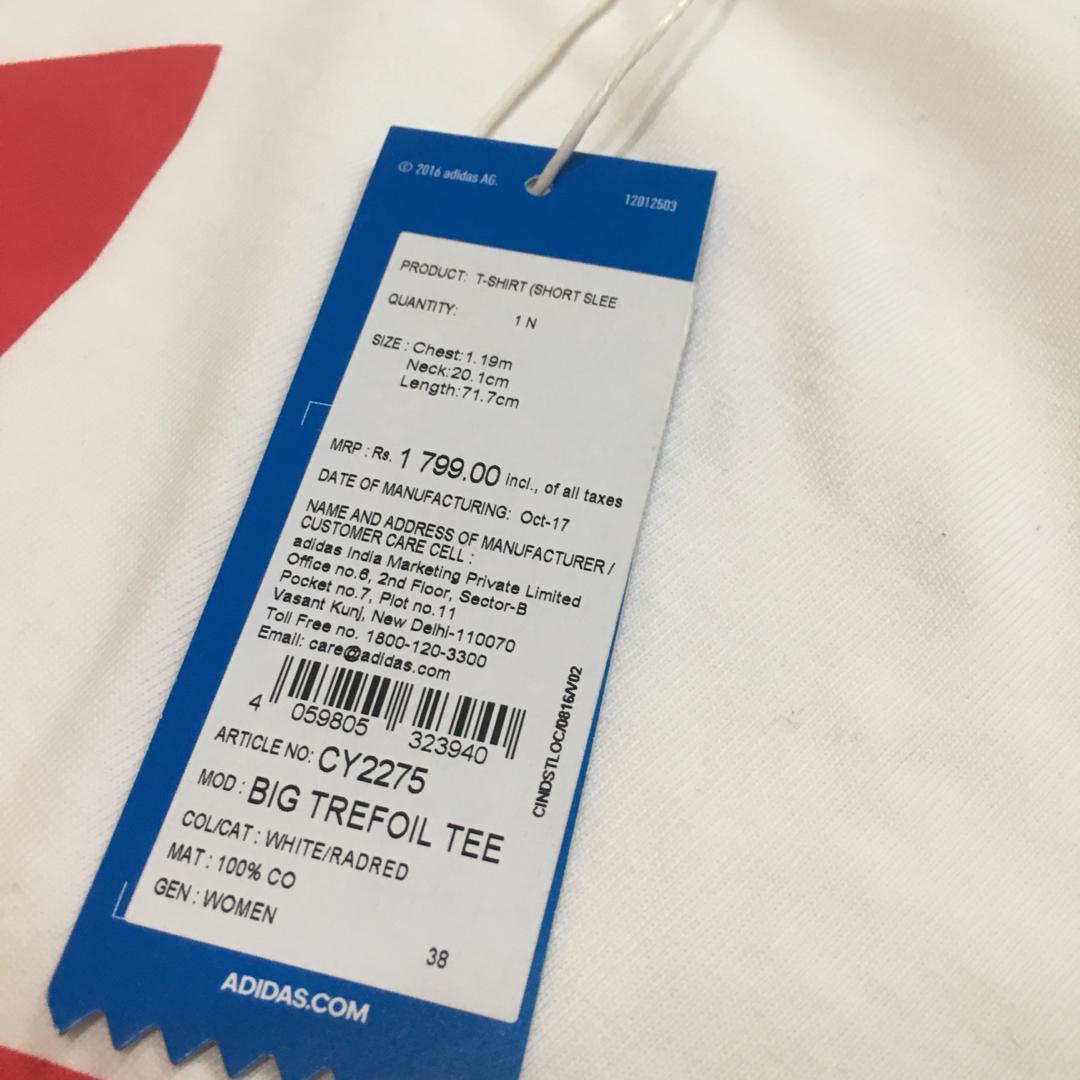 © 2016 adidas AG.
12012503
PRODUCT: T-SHIRT (SHORT SLEE
QUANTITY: 1 N
SIZE : Chest:1.19m
Neck:20.1cm
Length:71.7cm
MRP : Rs. 1 799.00 incl., of all taxes
DATE OF MANUFACTURING: Oct-17
NAME AND ADDRESS OF MANUFACTURER /
CUSTOMER CARE CELL :
adidas India Marketing Private Limited
Office no.6, 2nd Floor, Sector-B
Pocket no.7, Plot no.11
Vasant Kunj, New Delhi-110070
Toll Free no. 1800-120-3300
Email: care@adidas.com
4 059805 323940
CINDSTLOC/0816/V02
ARTICLE NO: CY2275
MOD : BIG TREFOIL TEE
COL/CAT : WHITE/RADRED
MAT : 100% CO
GEN : WOMEN
38
ADIDAS.COM